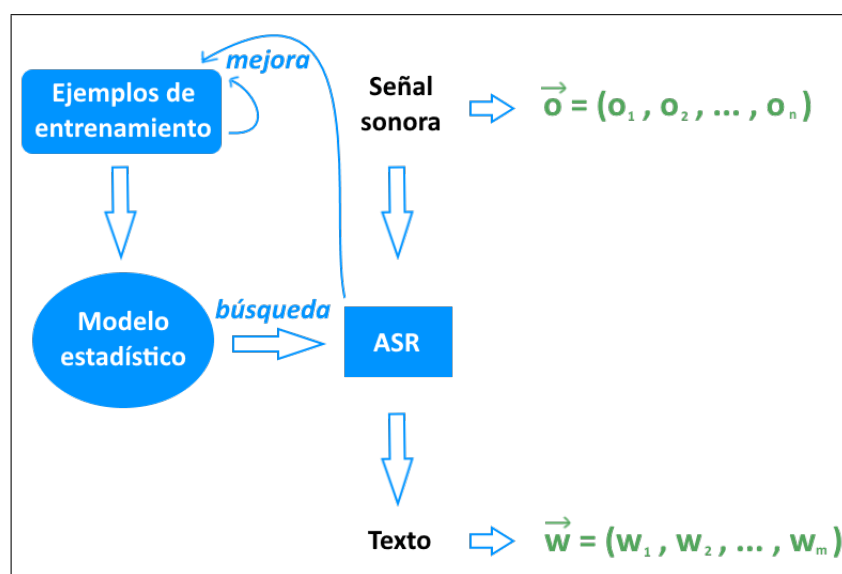 mejora
Ejemplos de
entrenamiento
Señal
sonora
o⃗ = (o₁ , o₂ , ... , oₙ)
búsqueda
Modelo
estadístico
ASR
Texto
w⃗ = (w₁ , w₂ , ... , wₘ)